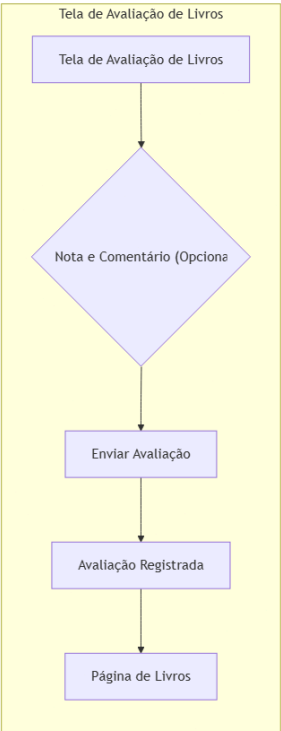 Tela de Avaliação de Livros
Tela de Avaliação de Livros
Nota e Comentário (Opciona
Enviar Avaliação
Avaliação Registrada
Página de Livros